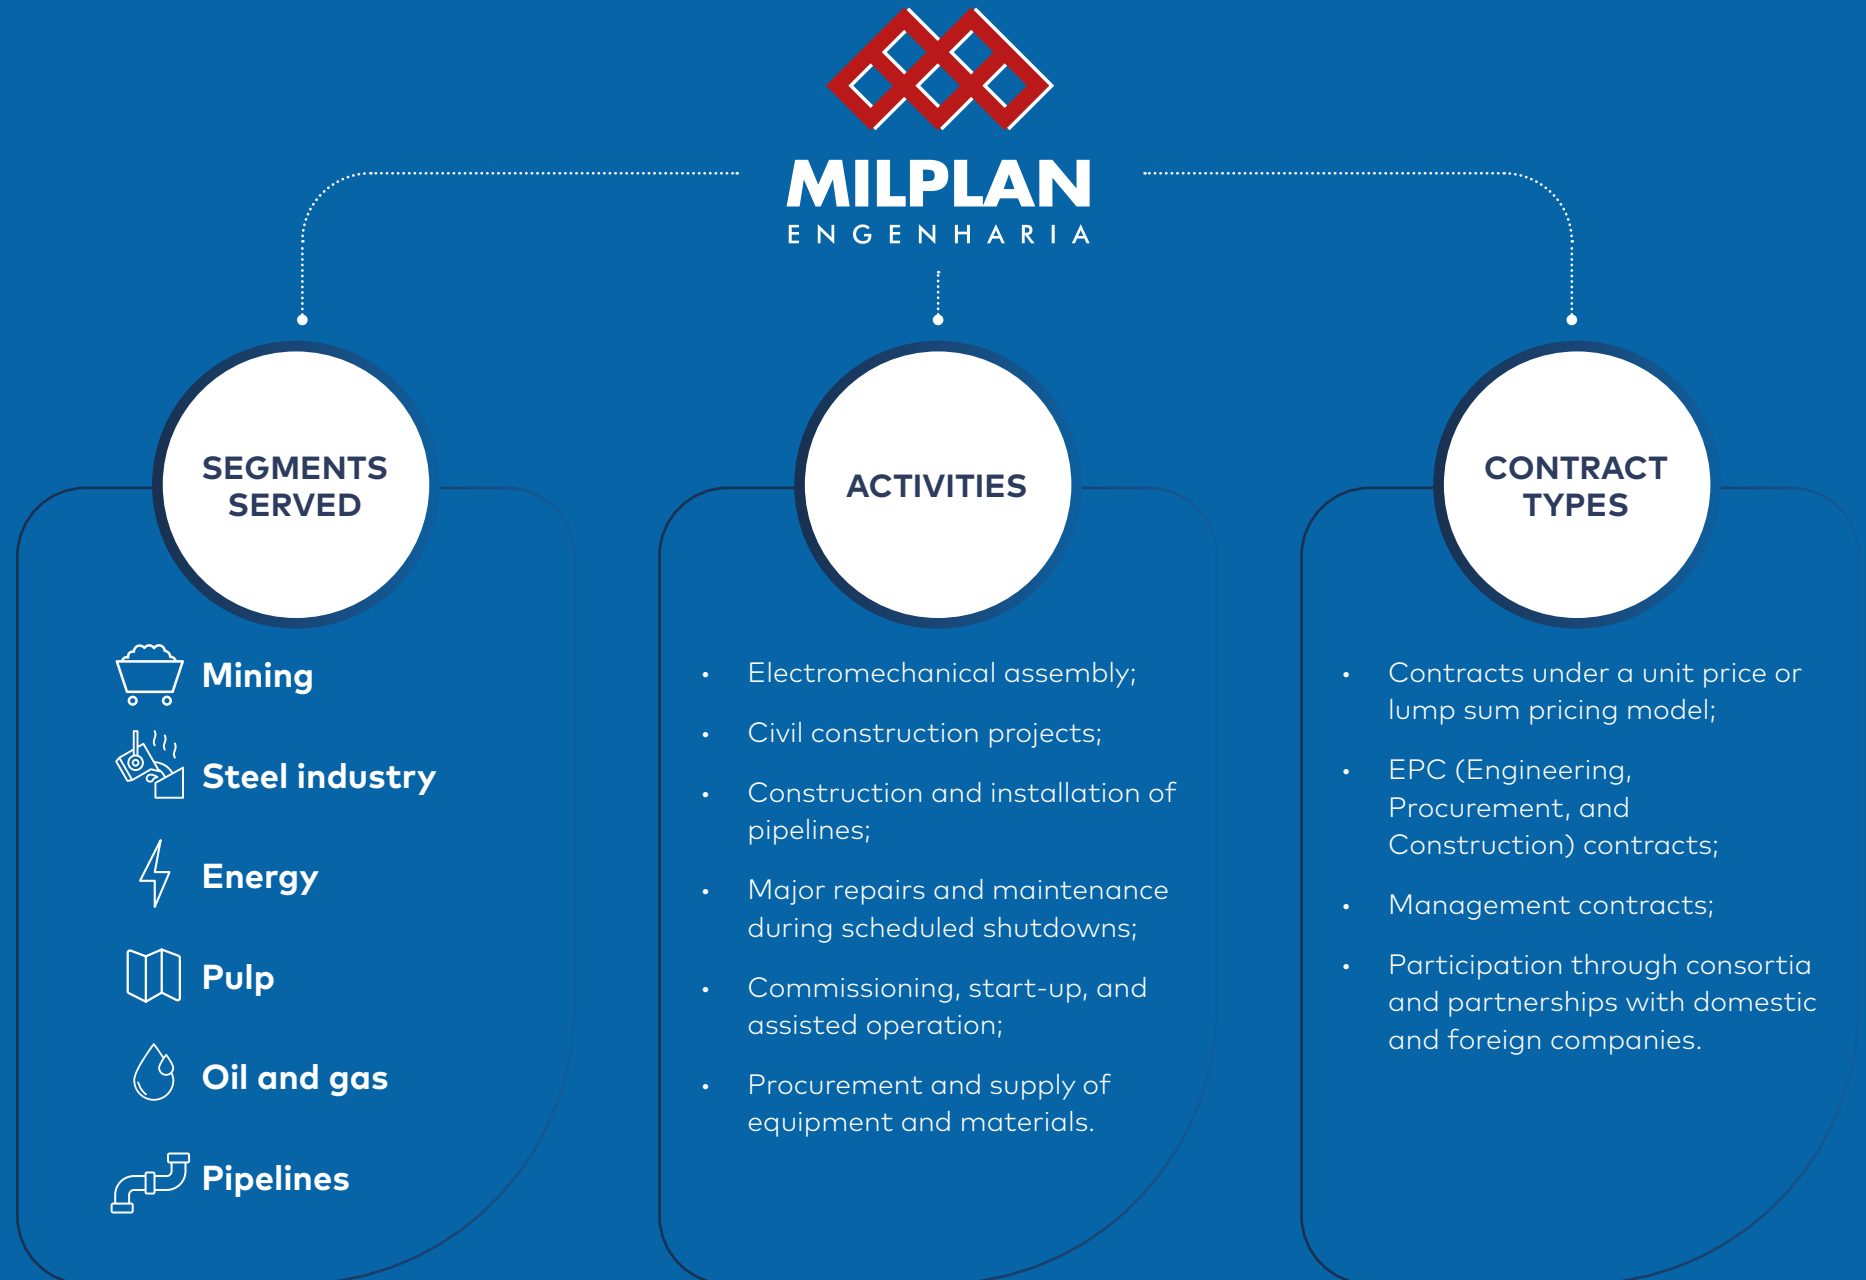 MILPLAN
ENGENHARIA
SEGMENTS
SERVED
Mining
Steel industry
Energy
Pulp
Oil and gas
Pipelines
ACTIVITIES
• Electromechanical assembly;
• Civil construction projects;
• Construction and installation of
pipelines;
• Major repairs and maintenance
during scheduled shutdowns;
• Commissioning, start-up, and
assisted operation;
• Procurement and supply of
equipment and materials.
CONTRACT
TYPES
• Contracts under a unit price or
lump sum pricing model;
• EPC (Engineering,
Procurement, and
Construction) contracts;
• Management contracts;
• Participation through consortia
and partnerships with domestic
and foreign companies.